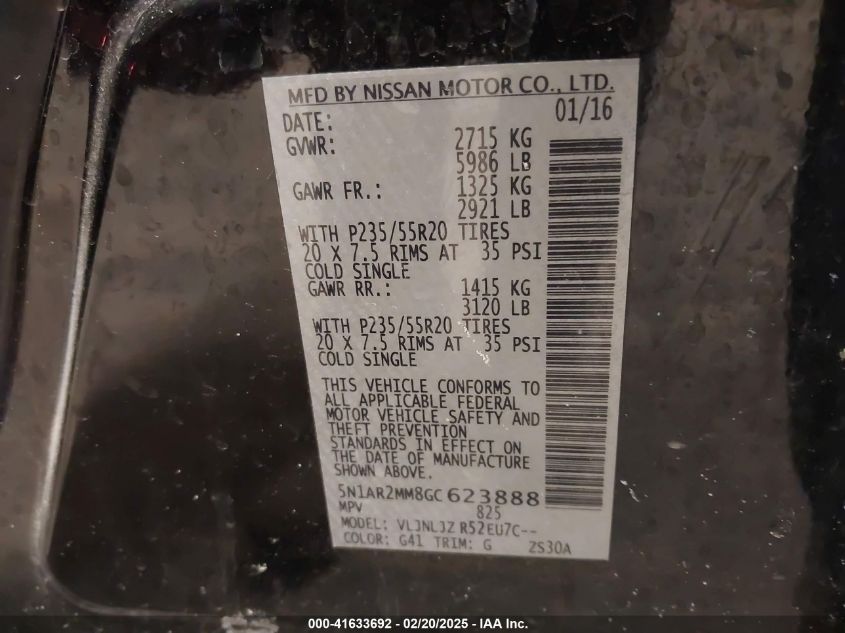 MFD BY NISSAN MOTOR CO., LTD.
DATE: 01/16
GVWR: 2715 KG
5986 LB
GAWR FR.: 1325 KG
2921 LB
WITH P235/55R20 TIRES
20 X 7.5 RIMS AT 35 PSI
COLD SINGLE
GAWR RR.: 1415 KG
3120 LB
WITH P235/55R20 TIRES
20 X 7.5 RIMS AT 35 PSI
COLD SINGLE
THIS VEHICLE CONFORMS TO
ALL APPLICABLE FEDERAL
MOTOR VEHICLE SAFETY AND
THEFT PREVENTION
STANDARDS IN EFFECT ON
THE DATE OF MANUFACTURE
SHOWN ABOVE.
5N1AR2MM8GC 623888
MPV 825
MODEL: VLJNLJZ R52EU7C--
COLOR: G41 TRIM: G 2S30A
000-41633692 - 02/20/2025 - IAA Inc.